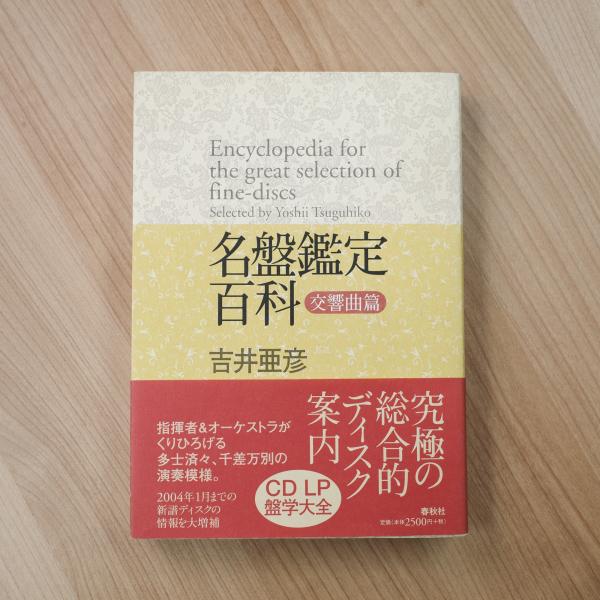 Encyclopedia for
the great selection of
fine-discs
Selected by Yoshii Tsuguhiko
名盤鑑定
百科 交響曲篇
吉井亜彦
究極の
総合的
ディスク
案内
指揮者&オーケストラが
くりひろげる
多士済々、千差万別の
演奏模様。
2004年1月までの
新譜ディスクの
情報を大増補
CD LP
盤学大全
春秋社
定価(本体2500円+税)